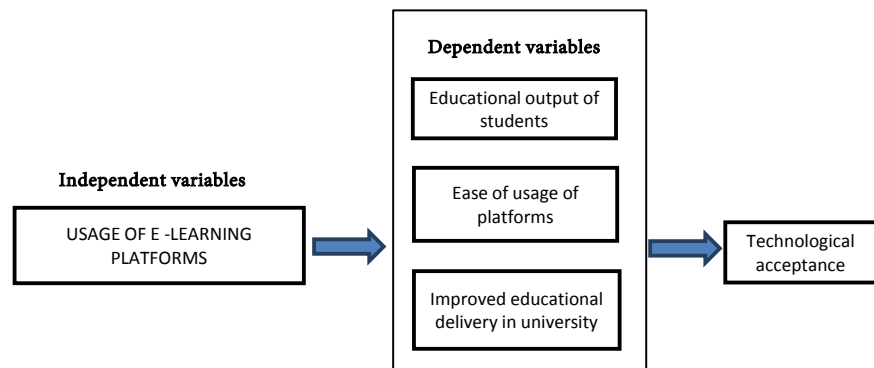 Dependent variables
Educational output of
students
Independent variables
USAGE OF E -LEARNING
PLATFORMS
Ease of usage of
platforms
Technological
acceptance
Improved educational
delivery in university